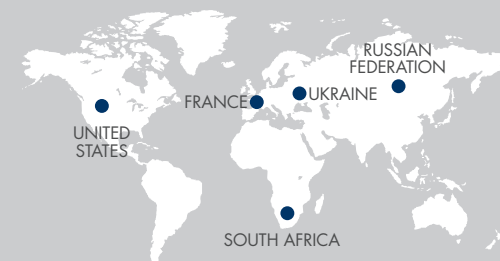 RUSSIAN
FEDERATION
FRANCE
UKRAINE
UNITED
STATES
SOUTH AFRICA